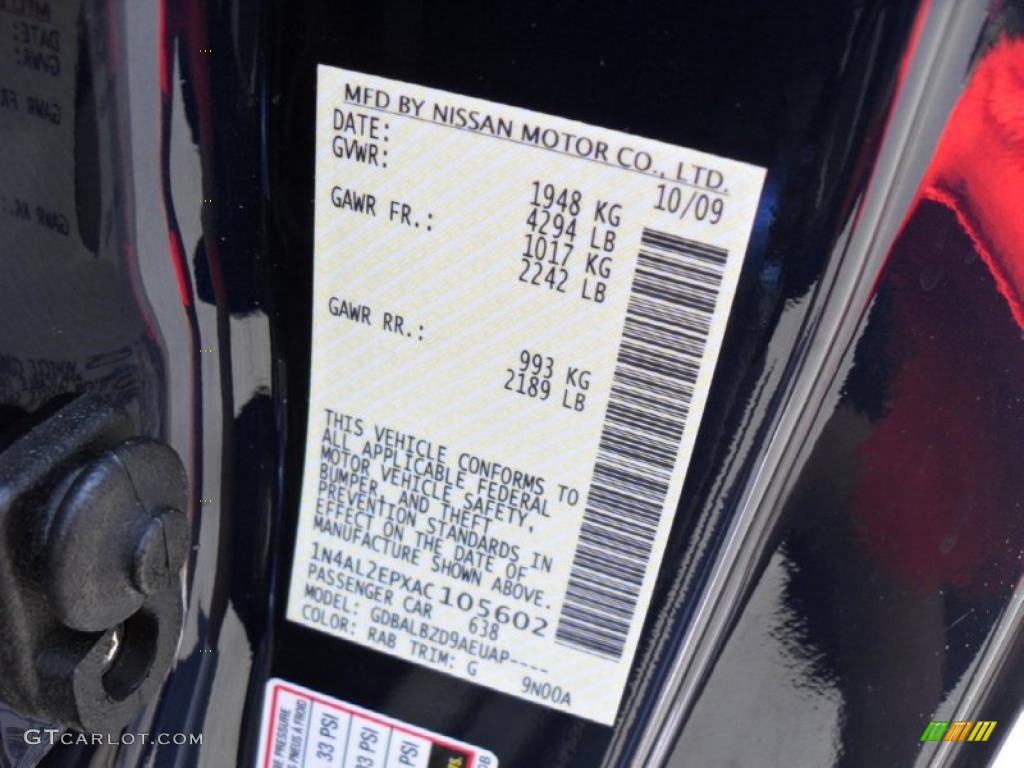 MFD BY NISSAN MOTOR CO., LTD.
DATE: 10/09
GVWR: 1948 KG
4294 LB
GAWR FR.: 1017 KG
2242 LB
GAWR RR.: 993 KG
2189 LB
THIS VEHICLE CONFORMS TO
ALL APPLICABLE FEDERAL
MOTOR VEHICLE SAFETY,
BUMPER, AND THEFT
PREVENTION STANDARDS IN
EFFECT ON THE DATE OF
MANUFACTURE SHOWN ABOVE.
1N4AL2EPXAC105602
PASSENGER CAR 638
MODEL: GDBALBZD9AEUAP----
COLOR: RAB TRIM: G 9N00A
PRESSURE
PNEUS À FROID
33 PSI
33 PSI
PSI
GTCARLOT.COM